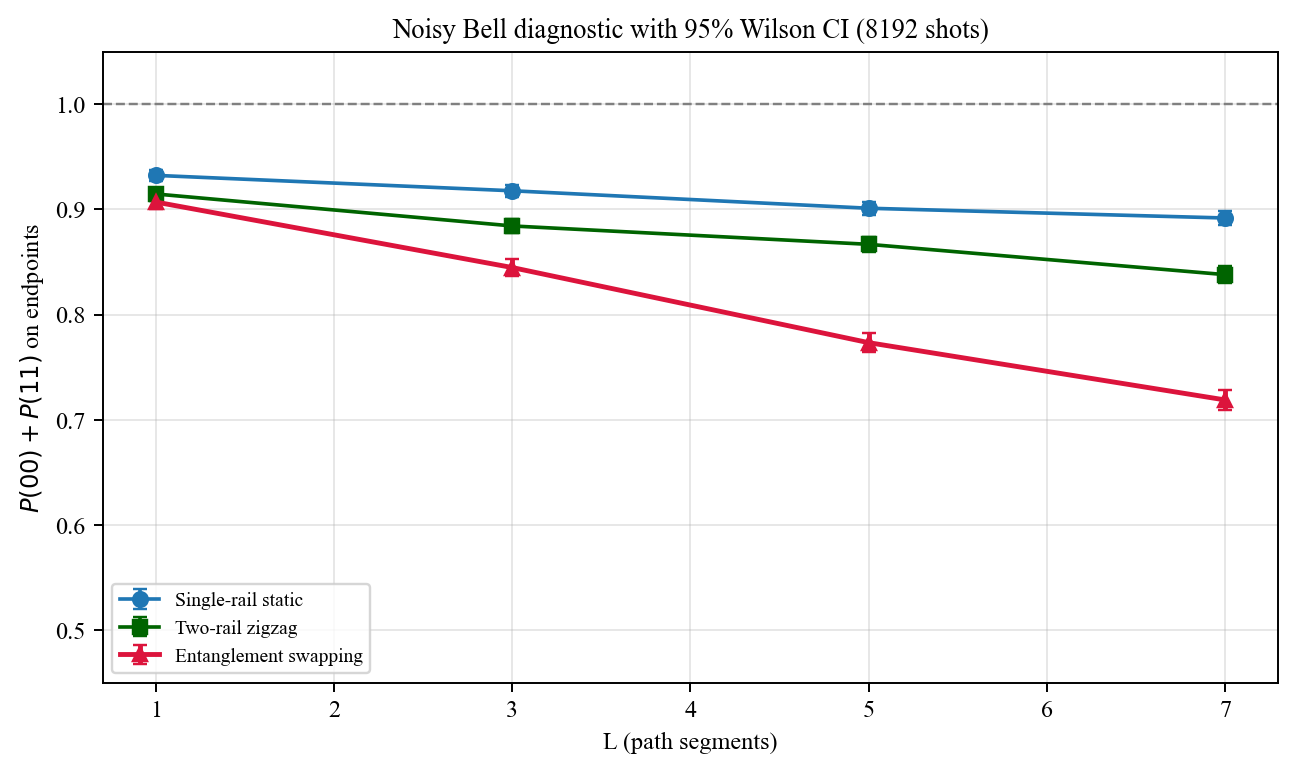 Noisy Bell diagnostic with 95% Wilson CI (8192 shots)
P(00) + P(11) on endpoints
1.0
0.9
0.8
0.7
0.6
0.5
Single-rail static
Two-rail zigzag
Entanglement swapping
1 2 3 4 5 6 7
L (path segments)